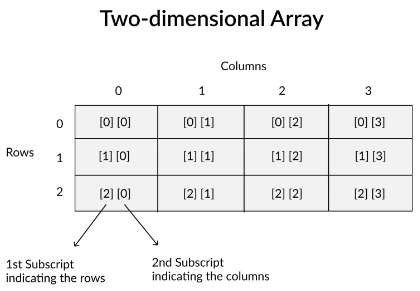 Two-dimensional Array
Columns
0 1 2 3
0 [0] [0] [0] [1] [0] [2] [0] [3]
Rows 1 [1] [0] [1] [1] [1] [2] [1] [3]
2 [2] [0] [2] [1] [2] [2] [2] [3]
1st Subscript
indicating the rows
2nd Subscript
indicating the columns